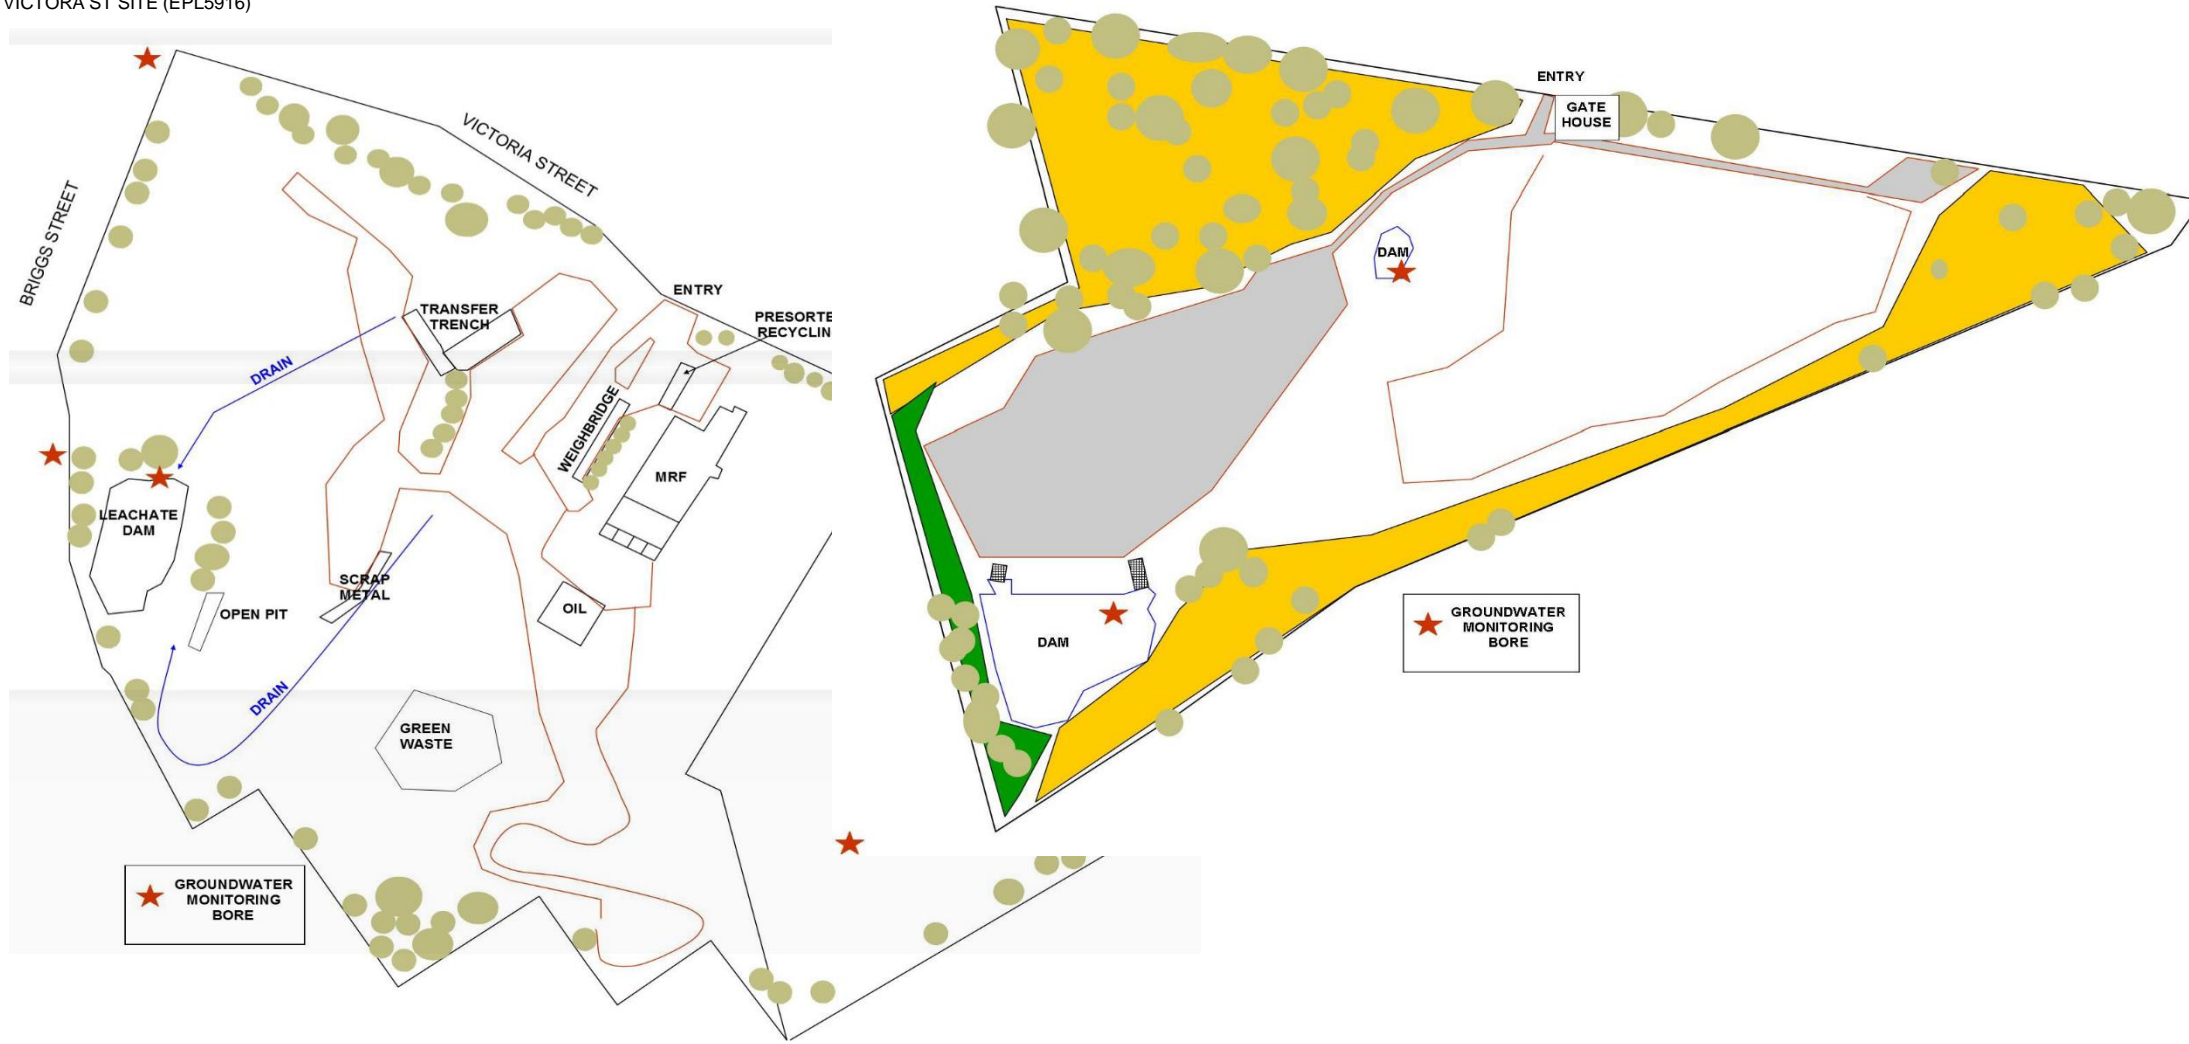 VICTORA ST SITE (EPL5916)
BRIGGS STREET
VICTORIA STREET
ENTRY
PRESORTE
RECYCLIN
TRANSFER
TRENCH
DRAIN
WEIGHBRIDGE
MRF
LEACHATE
DAM
OPEN PIT
SCRAP
METAL
OIL
DRAIN
GREEN
WASTE
GROUNDWATER
MONITORING
BORE
ENTRY
GATE
HOUSE
DAM
DAM
GROUNDWATER
MONITORING
BORE